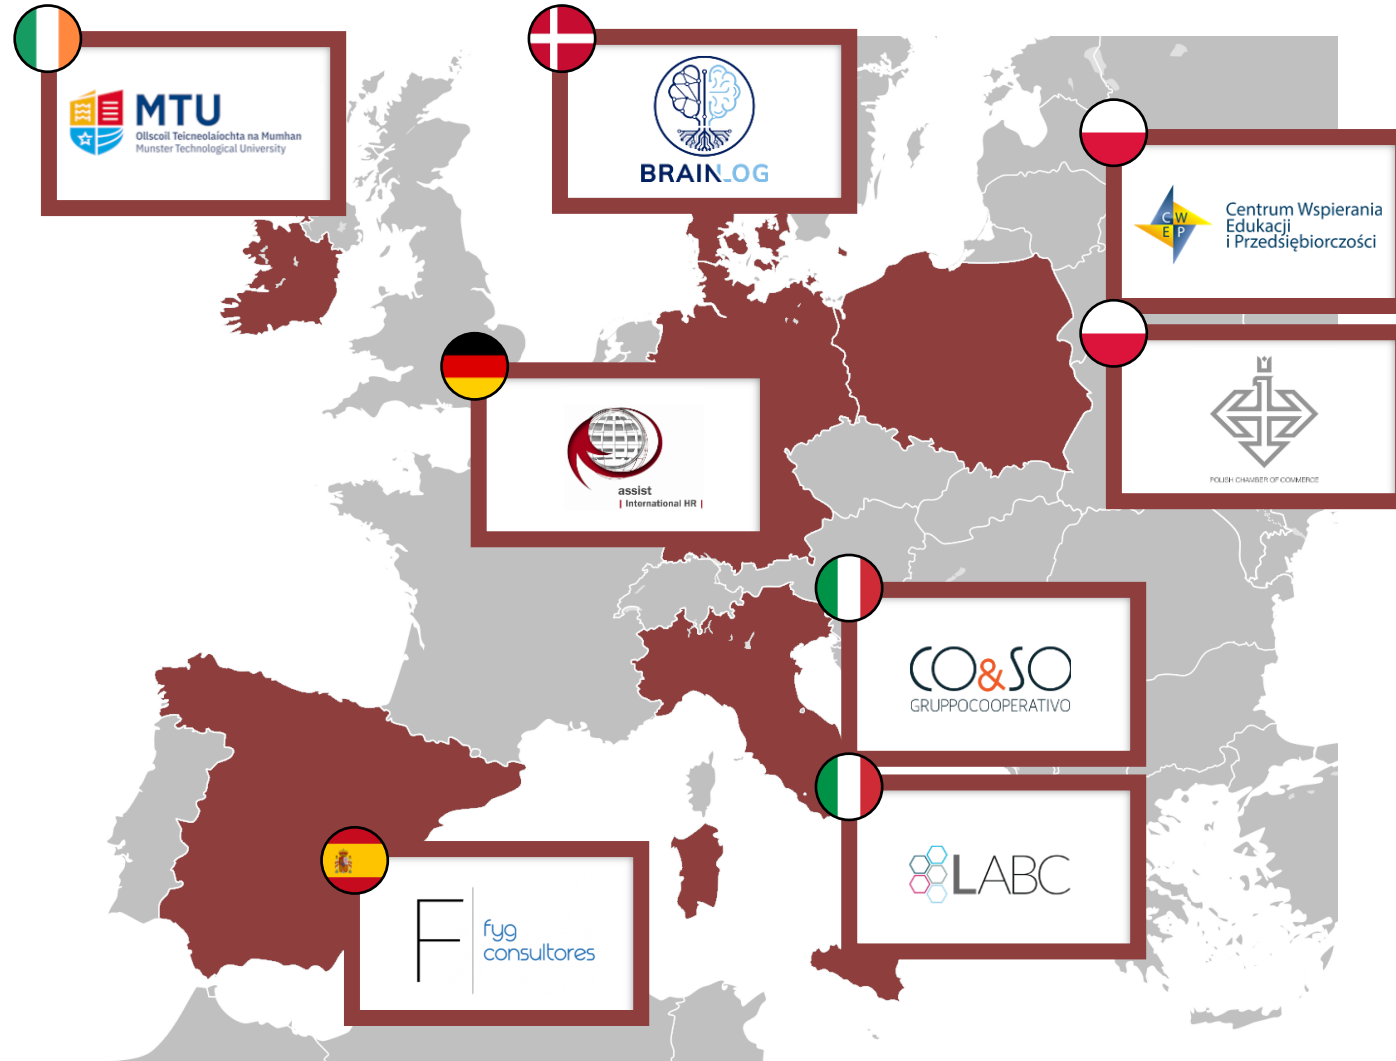 MTU
Ollscoil Teicneolaíochta na Mumhan
Munster Technological University
BRAINLOG
C W
E P
Centrum Wspierania
Edukacji
i Przedsiębiorczości
POLISH CHAMBER OF COMMERCE
assist
| International HR |
CO&SO
GRUPPOCOOPERATIVO
LABC
F
fyg
consultores